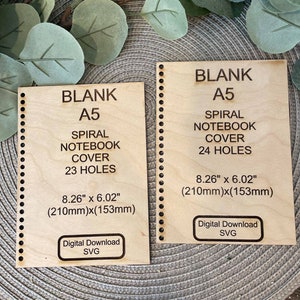 BLANK
A5
SPIRAL
NOTEBOOK
COVER
23 HOLES
8.26" x 6.02"
(210mm)x(153mm)
Digital Download
SVG
BLANK
A5
SPIRAL
NOTEBOOK
COVER
24 HOLES
8.26" x 6.02"
(210mm)x(153mm)
Digital Download
SVG